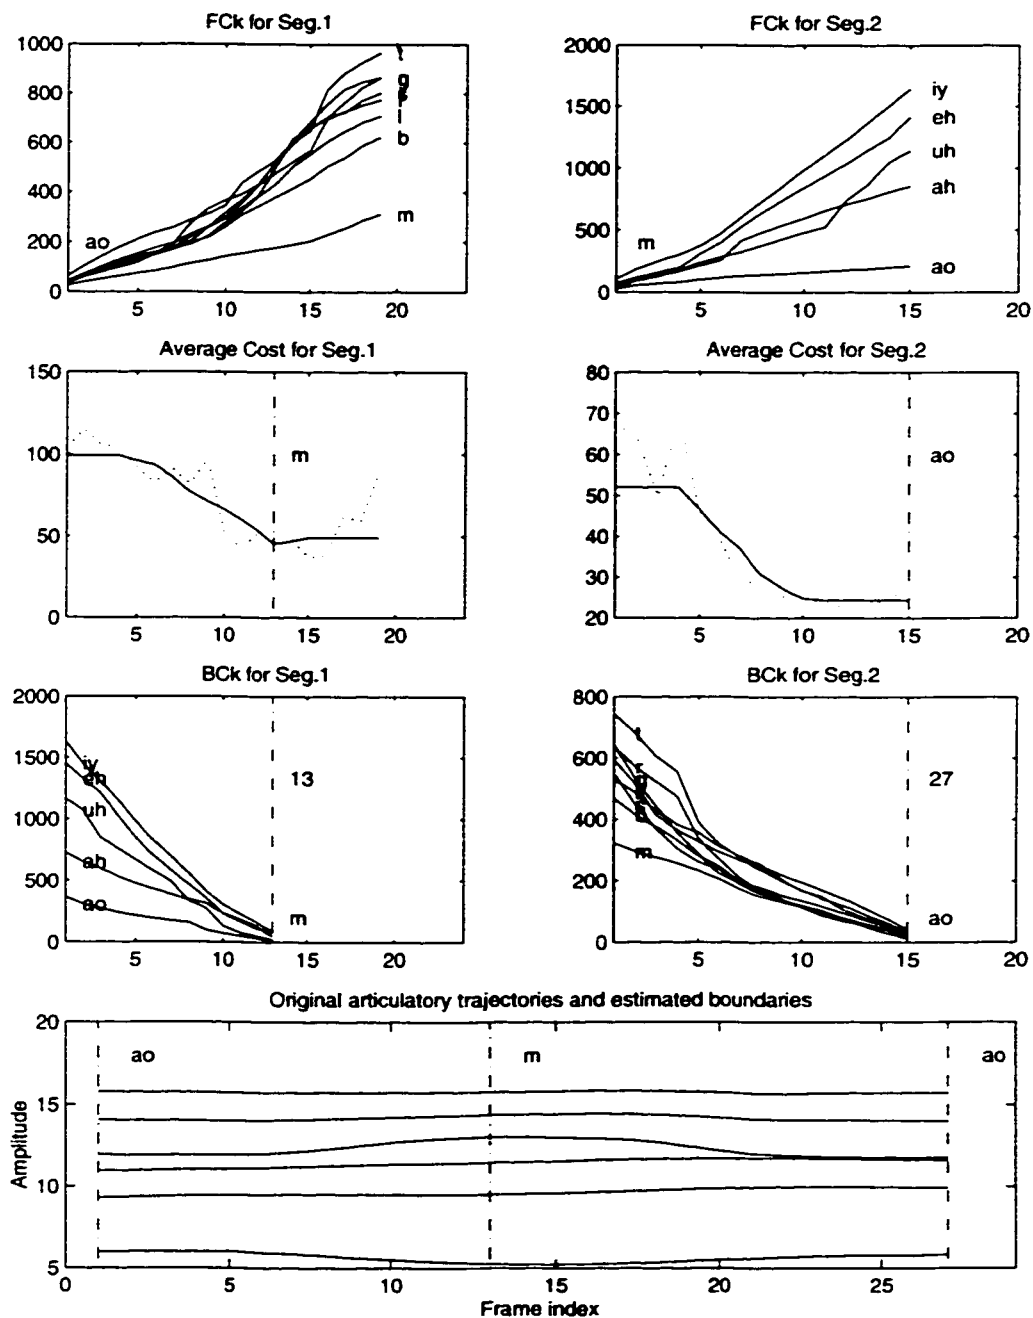 FCk for Seg.1
1000
800
600
400
200
0
5
10
15
20
ao
g
b
m
FCk for Seg.2
2000
1500
1000
500
0
5
10
15
20
m
iy
eh
uh
ah
ao
Average Cost for Seg.1
150
100
50
0
5
10
15
20
m
Average Cost for Seg.2
80
70
60
50
40
30
20
5
10
15
20
ao
BCk for Seg.1
2000
1500
1000
500
0
5
10
15
20
iy
eh
uh
ah
ao
13
m
BCk for Seg.2
800
600
400
200
0
5
10
15
20
t
r
g
m
27
ao
Original articulatory trajectories and estimated boundaries
Amplitude
20
15
10
5
0
5
10
15
20
25
ao
m
ao
Frame index